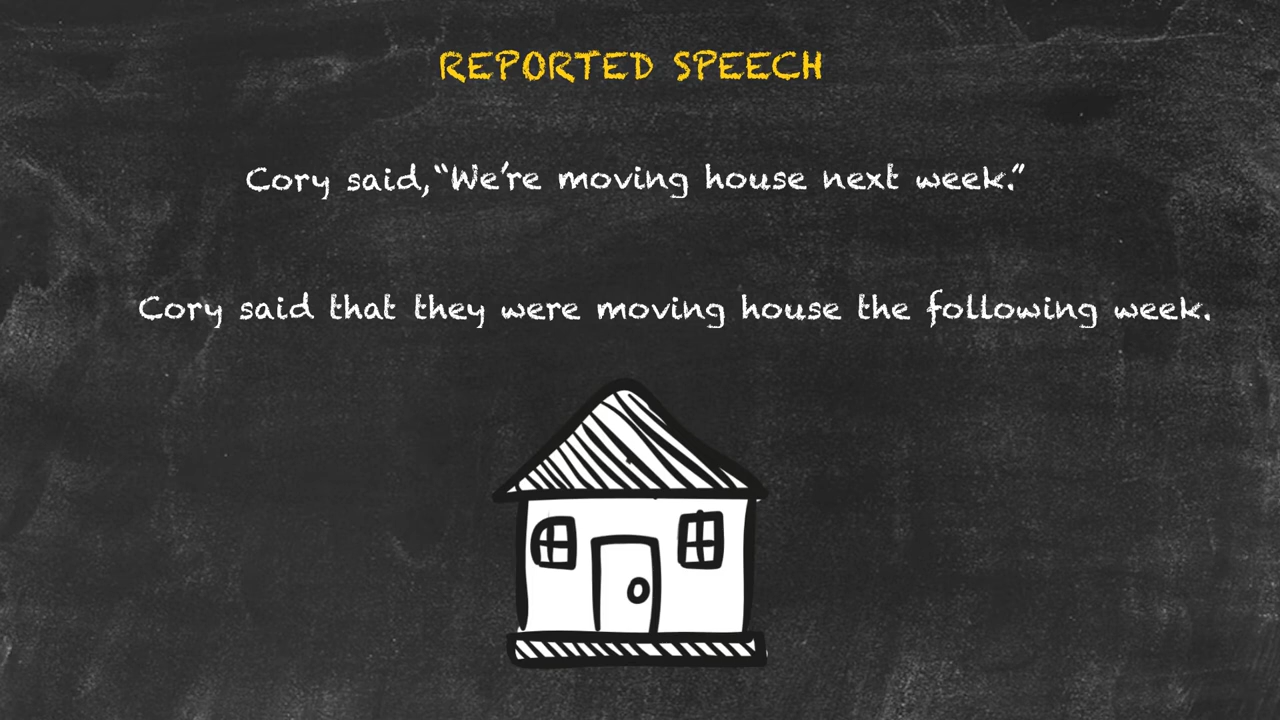 REPORTED SPEECH
Cory said,“We’re moving house next week.”
Cory said that they were moving house the following week.